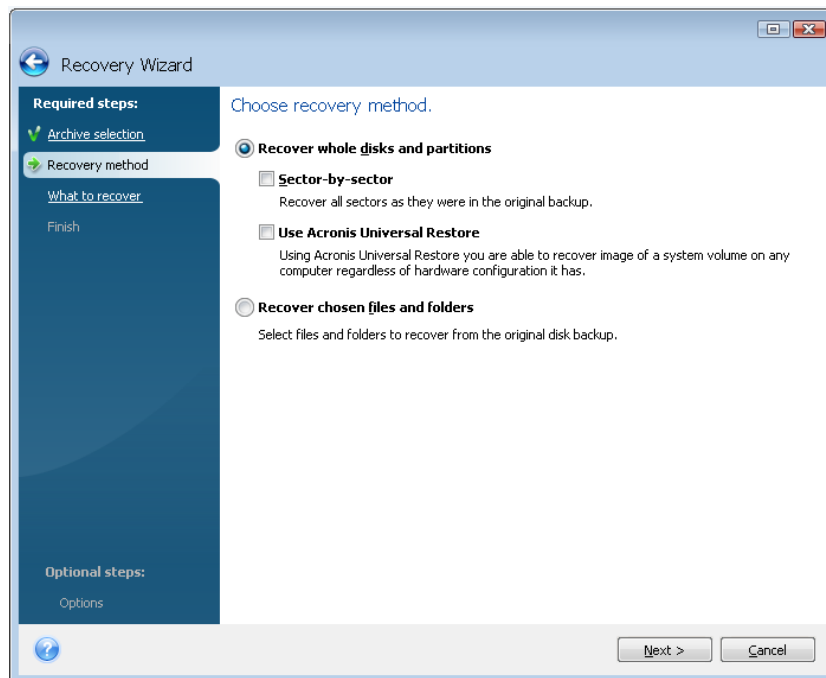 Recovery Wizard
Required steps:
Archive selection
Recovery method
What to recover
Finish
Optional steps:
Options
Choose recovery method.
Recover whole disks and partitions
Sector-by-sector
Recover all sectors as they were in the original backup.
Use Acronis Universal Restore
Using Acronis Universal Restore you are able to recover image of a system volume on any
computer regardless of hardware configuration it has.
Recover chosen files and folders
Select files and folders to recover from the original disk backup.
?
Next >
Cancel